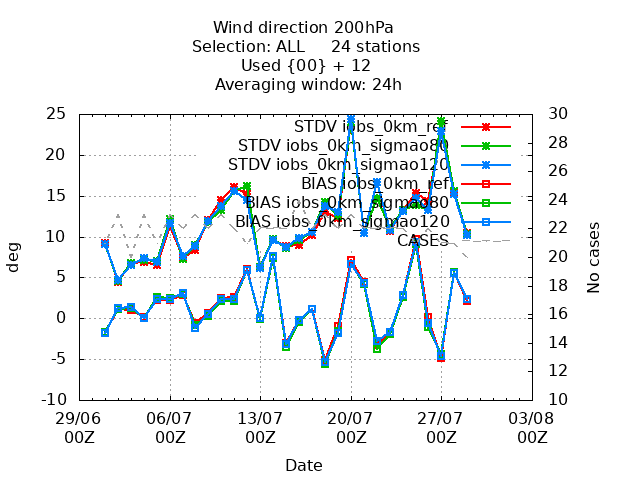 Wind direction 200hPa
Selection: ALL 24 stations
Used {00} + 12
Averaging window: 24h
deg
25
20
15
10
5
0
-5
-10
30
28
26
24
22
20
18
16
14
12
10
No cases
STDV iobs_0km_ref
STDV iobs_0km_sigmao80
STDV iobs_0km_sigmao120
BIAS iobs_0km_ref
BIAS iobs_0km_sigmao80
BIAS iobs_0km_sigmao120
CASES
29/06 06/07 13/07 20/07 27/07 03/08
00Z 00Z 00Z 00Z 00Z 00Z
Date